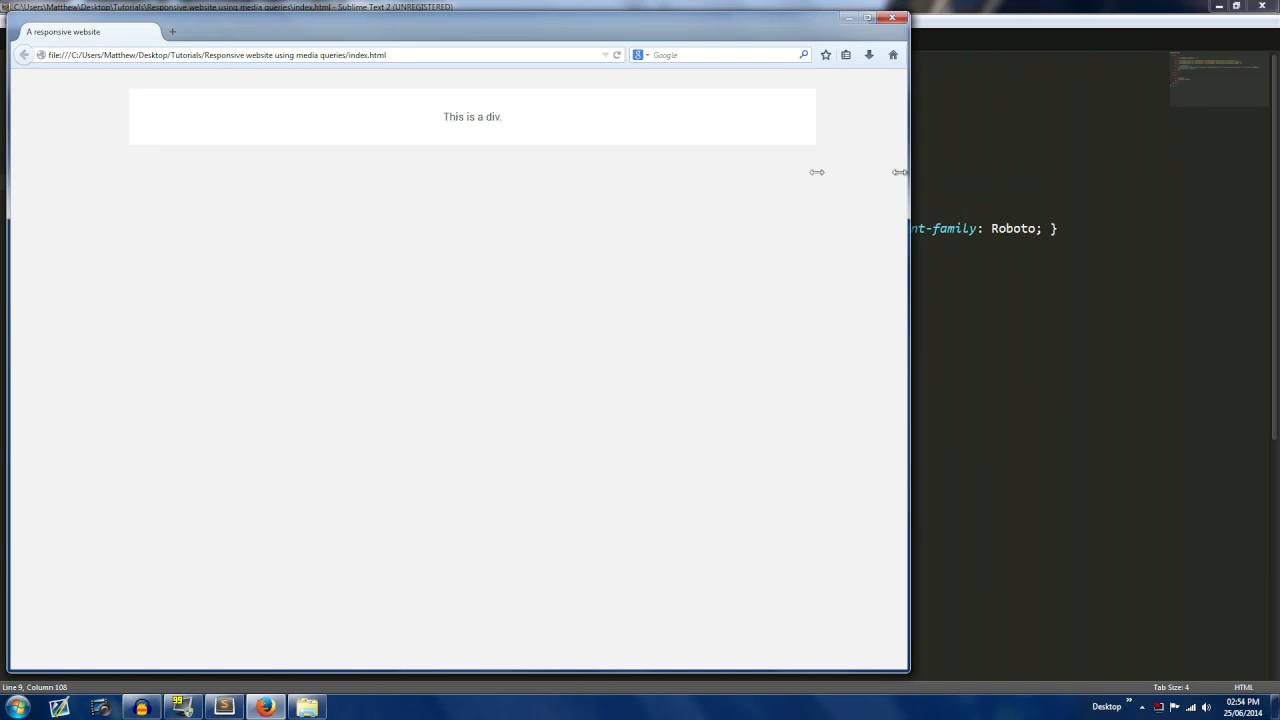 C:\Users\Matthew\Desktop\Tutorials\Responsive website using media queries\index.html - Sublime Text 2 (UNREGISTERED)
A responsive website
file:///C:/Users/Matthew/Desktop/Tutorials/Responsive website using media queries/index.html
Google
This is a div.
nt-family: Roboto; }
Line 9, Column 108
Tab Size: 4
HTML
99
Desktop
02:54 PM
25/06/2014